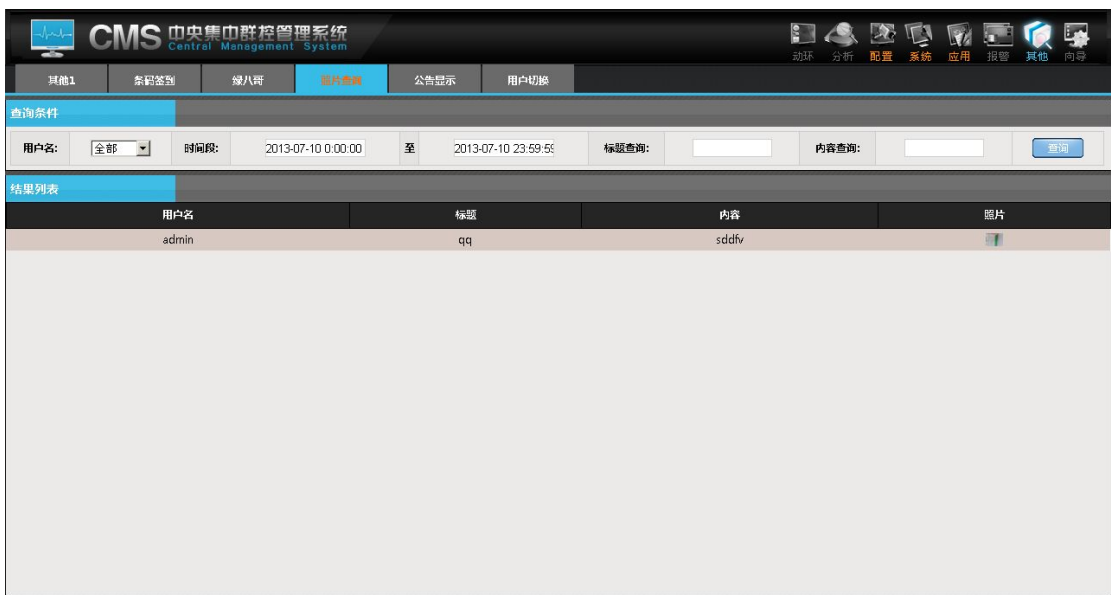 CMS 中央集中群控管理系统
Central Management System
动环 分析 配置 系统 应用 报警 其他 向导
其他1 条码签到 绿八哥 照片查询 公告显示 用户切换
查询条件
用户名: 全部 时间段: 2013-07-10 0:00:00 至 2013-07-10 23:59:59 标题查询: 内容查询: 查询
结果列表
用户名 标题 内容 照片
admin qq sddfv